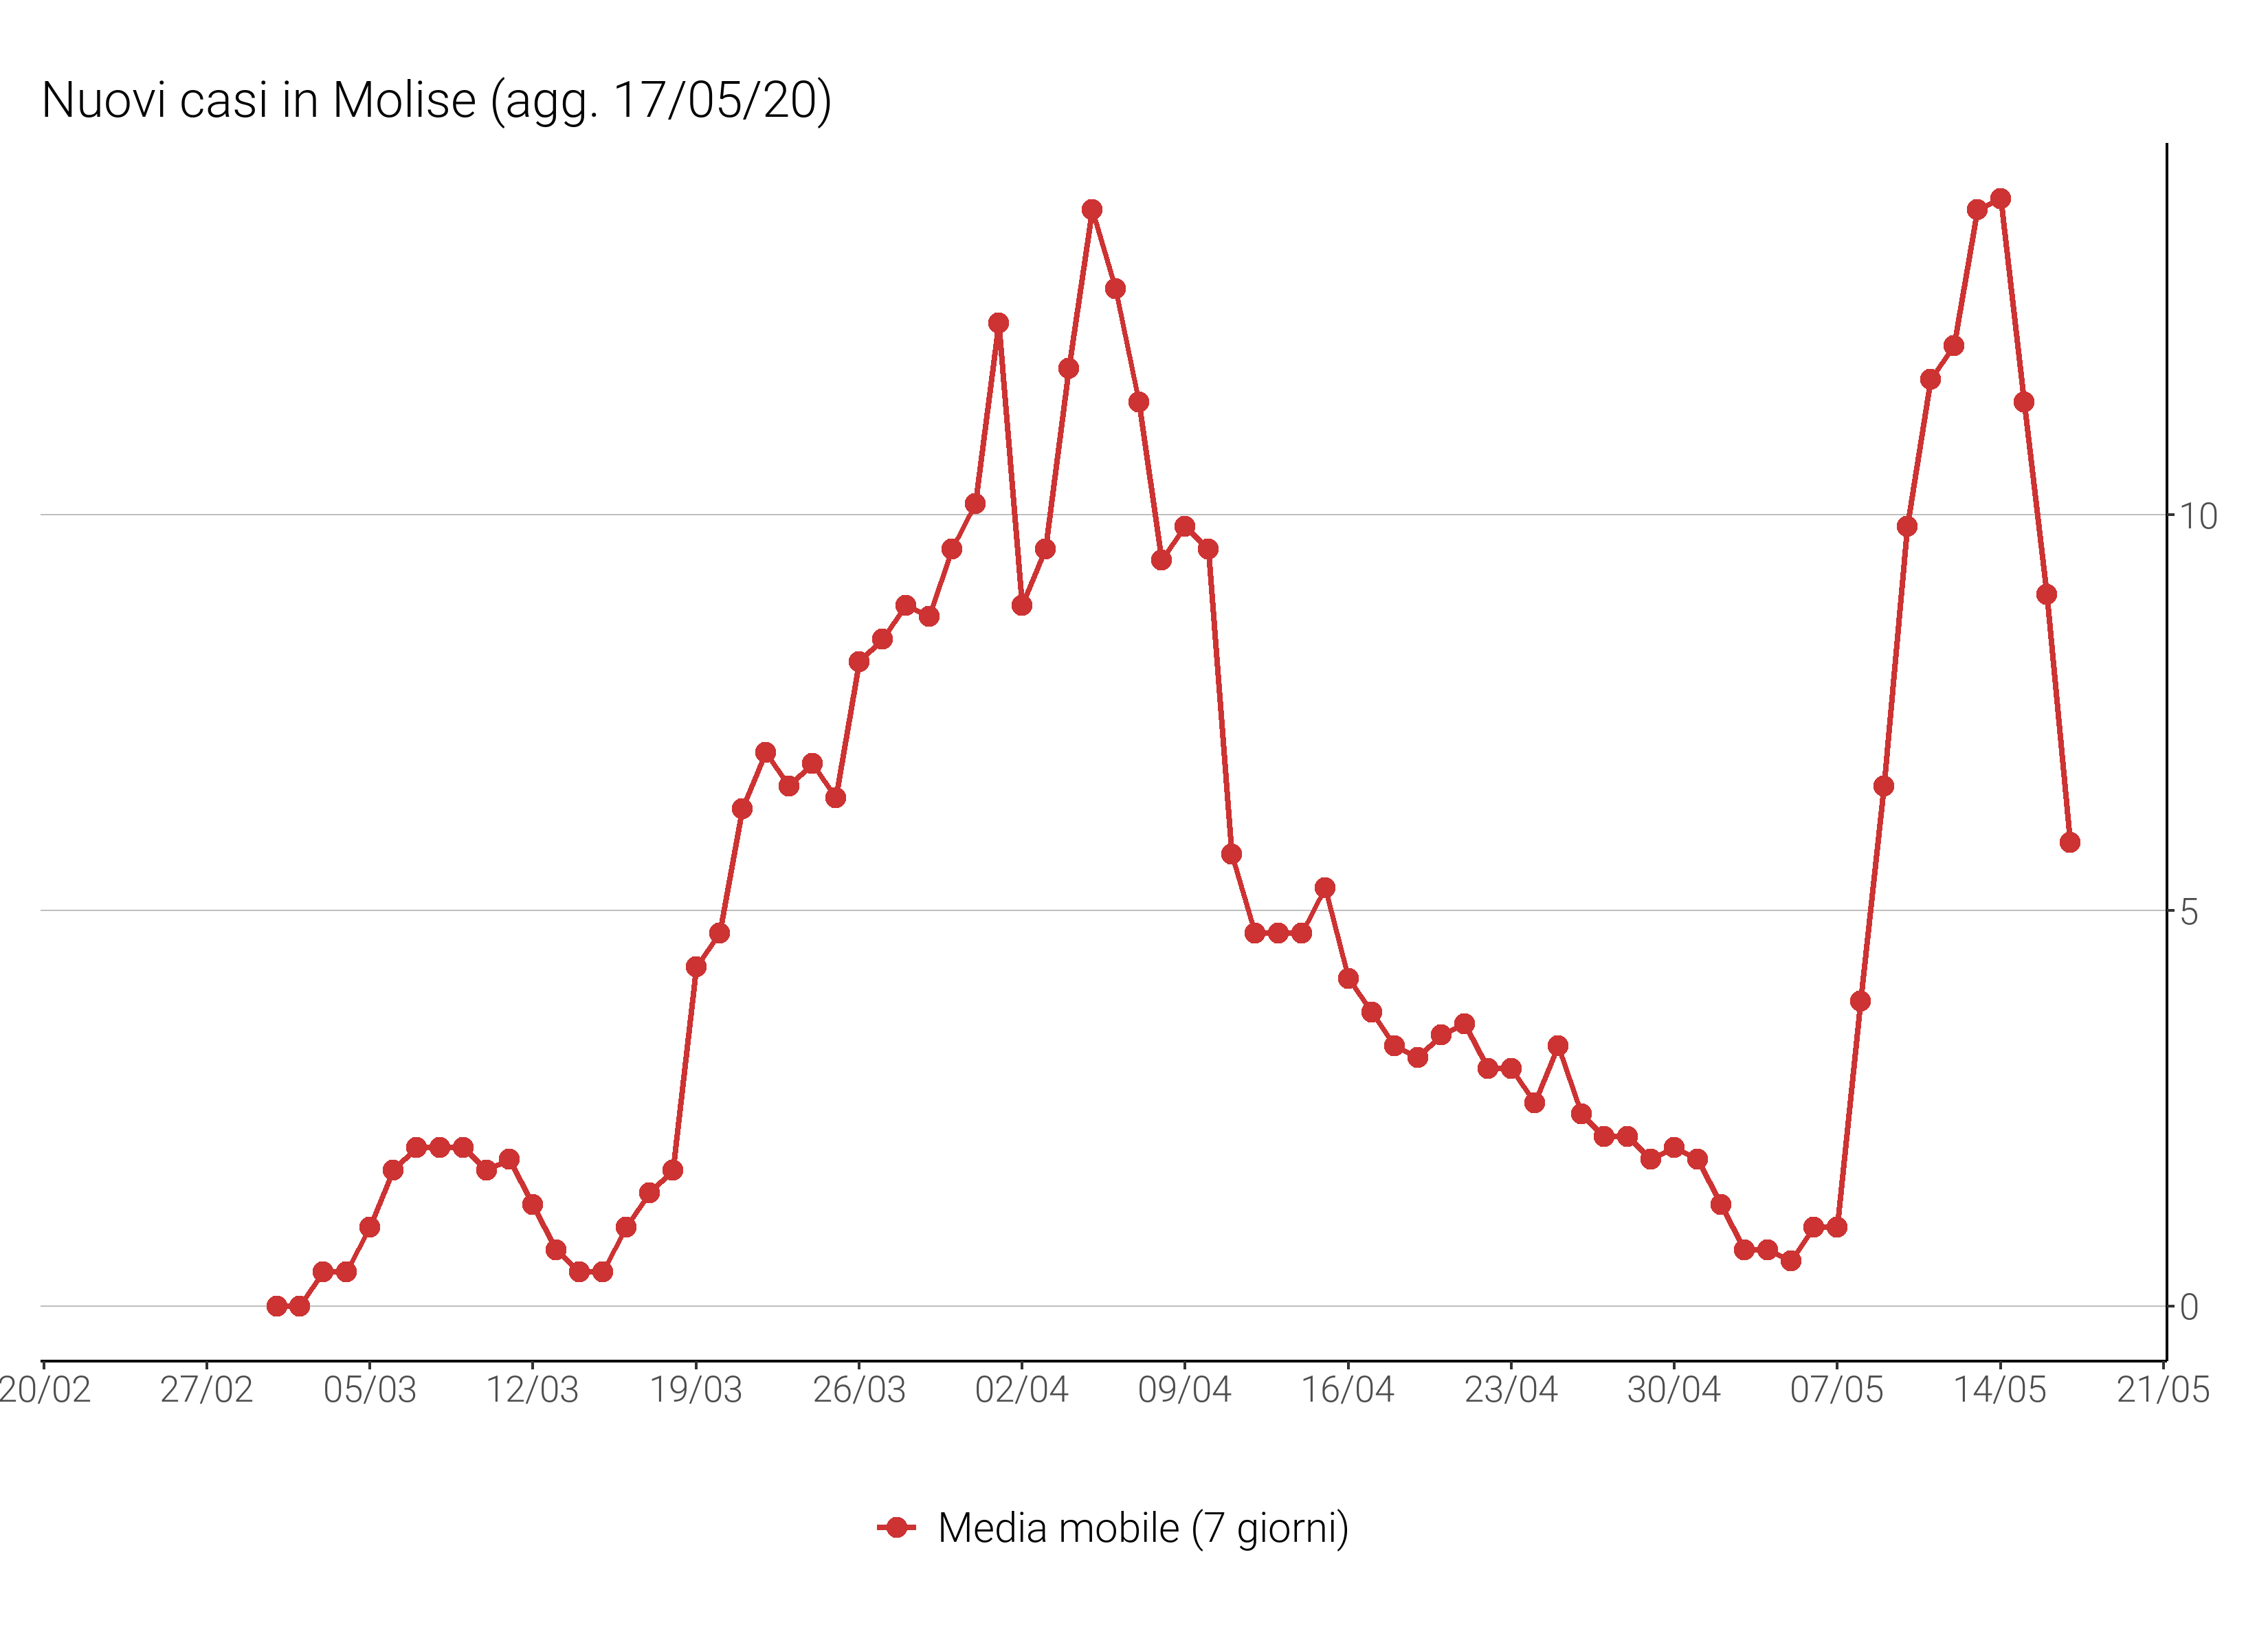 Nuovi casi in Molise (agg. 17/05/20)
10
5
0
20/02 27/02 05/03 12/03 19/03 26/03 02/04 09/04 16/04 23/04 30/04 07/05 14/05 21/05
Media mobile (7 giorni)